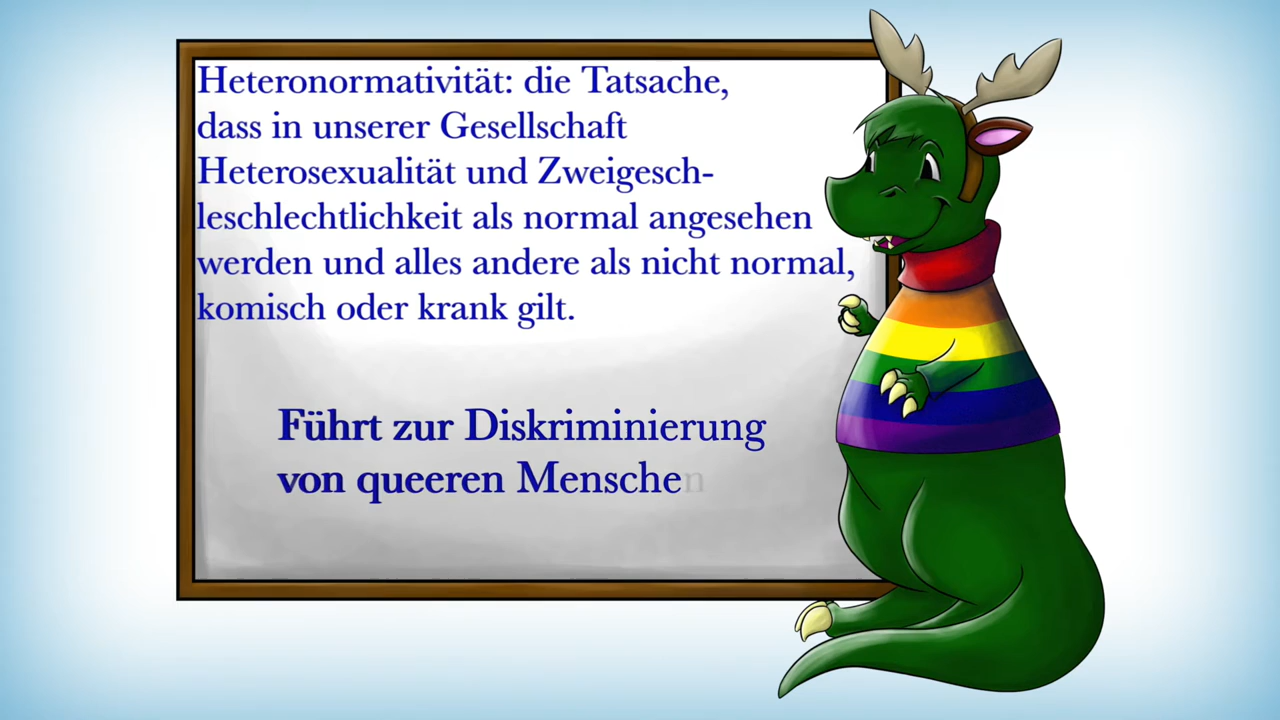 Heteronormativität: die Tatsache,
dass in unserer Gesellschaft
Heterosexualität und Zweigesch-
leschlechtlichkeit als normal angesehen
werden und alles andere als nicht normal,
komisch oder krank gilt.
Führt zur Diskriminierung
von queeren Menschen